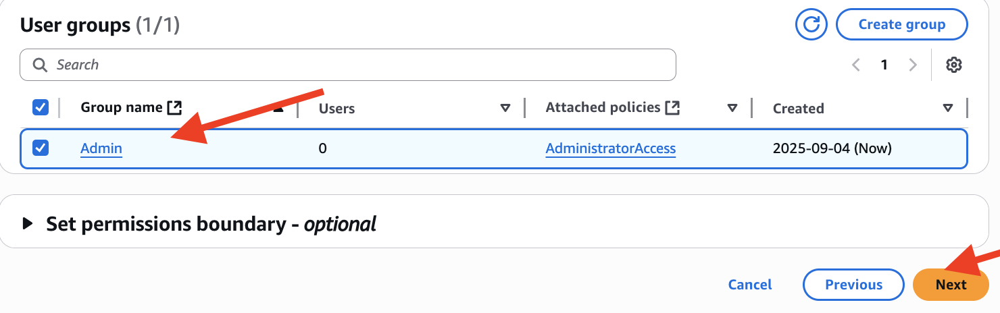 User groups (1/1)
Create group
Search
1
Group name Users Attached policies Created
Admin 0 AdministratorAccess 2025-09-04 (Now)
Set permissions boundary - optional
Cancel Previous Next